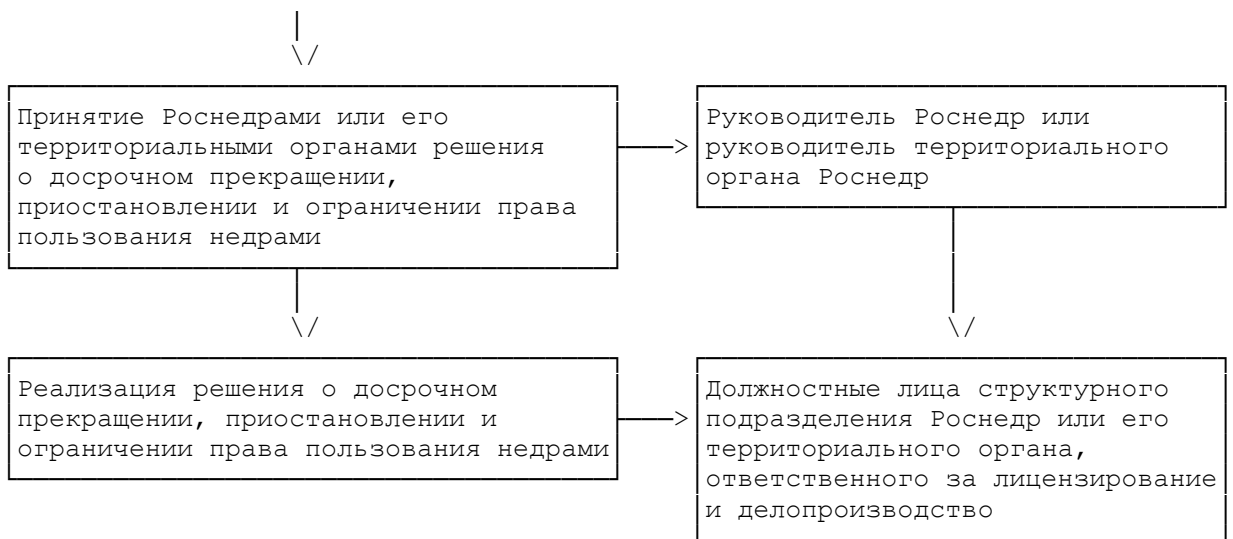 Принятие Роснедрами или его
территориальными органами решения
о досрочном прекращении,
приостановлении и ограничении права
пользования недрами
Руководитель Роснедр или
руководитель территориального
органа Роснедр
Реализация решения о досрочном
прекращении, приостановлении и
ограничении права пользования недрами
Должностные лица структурного
подразделения Роснедр или его
территориального органа,
ответственного за лицензирование
и делопроизводство